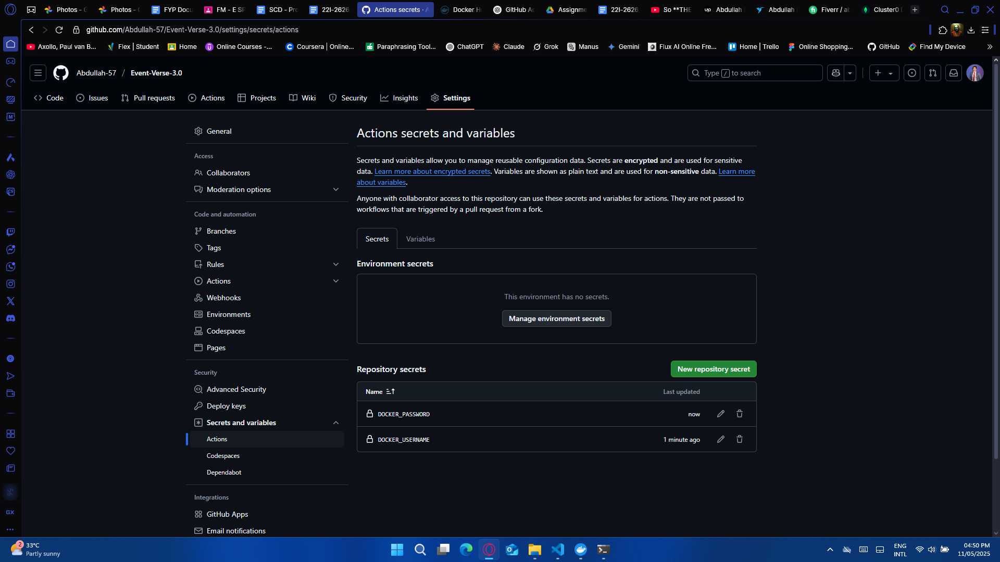 Photos - G
Photos - G
FYP Docu
FM - E SP
SCD - Pro
22I-2626
Actions secrets · A
Docker H
GitHub Ac
Assignme
22I-2626
So **THE
Abdullah
Abdullah
Fiverr / ab
Cluster0
github.com/Abdullah-57/Event-Verse-3.0/settings/secrets/actions
Axollo, Paul van B...
Flex | Student
Home
Online Courses -...
Coursera | Online...
Paraphrasing Tool...
ChatGPT
Claude
Grok
Manus
Gemini
Flux AI Online Fre...
Home | Trello
Online Shopping...
GitHub
Find My Device
Abdullah-57 / Event-Verse-3.0
Type / to search
Code
Issues
Pull requests
Actions
Projects
Wiki
Security
Insights
Settings
General
Access
Collaborators
Moderation options
Code and automation
Branches
Tags
Rules
Actions
Webhooks
Environments
Codespaces
Pages
Security
Advanced Security
Deploy keys
Secrets and variables
Actions
Codespaces
Dependabot
Integrations
GitHub Apps
Email notifications
Actions secrets and variables
Secrets and variables allow you to manage reusable configuration data. Secrets are encrypted and are used for sensitive
data. Learn more about encrypted secrets. Variables are shown as plain text and are used for non-sensitive data. Learn more
about variables.
Anyone with collaborator access to this repository can use these secrets and variables for actions. They are not passed to
workflows that are triggered by a pull request from a fork.
Secrets
Variables
Environment secrets
This environment has no secrets.
Manage environment secrets
Repository secrets
New repository secret
Name
Last updated
DOCKER_PASSWORD
now
DOCKER_USERNAME
1 minute ago
GX
2
33°C
Partly sunny
ENG
INTL
04:50 PM
11/05/2025